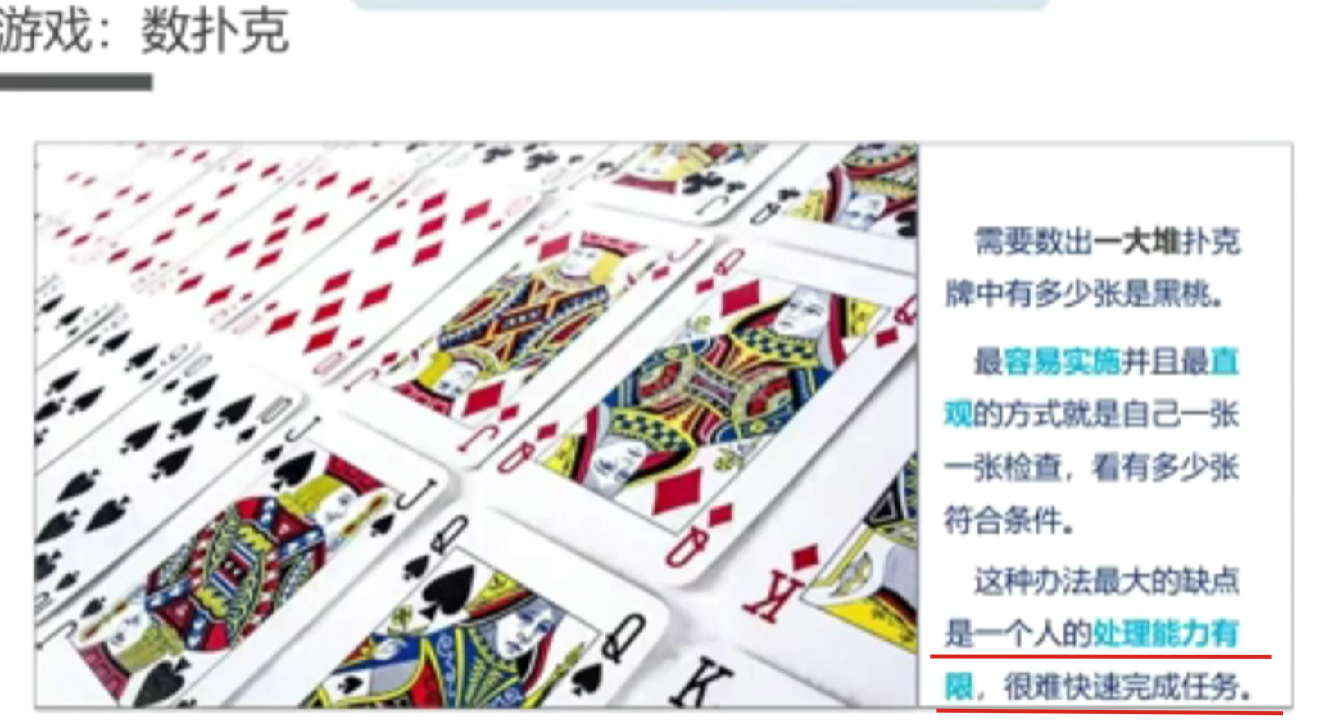 游戏：数扑克
需要数出一大堆扑克
牌中有多少张是黑桃。
最容易实施并且最直
观的方式就是自己一张
一张检查，看有多少张
符合条件。
这种办法最大的缺点
是一个人的处理能力有
限，很难快速完成任务。
J
Q
J
Q
K
J
Q
Q
K